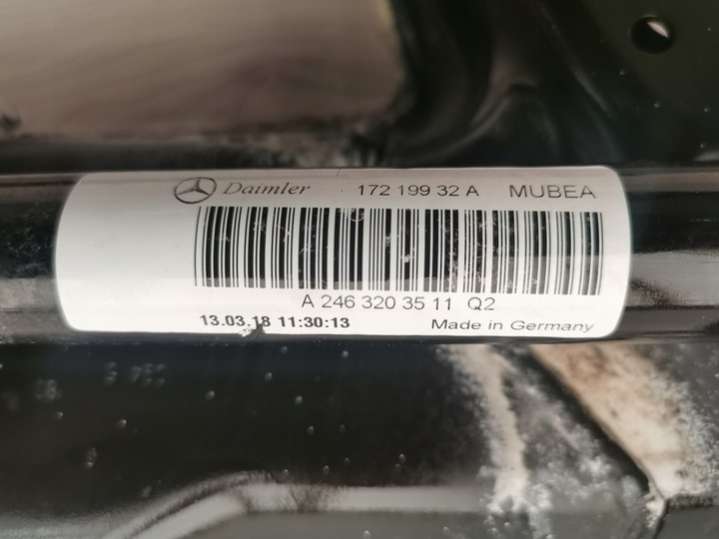 Daimler 172 199 32 A MUBEA
A 246 320 35 11 Q2
13.03.18 11:30:13 Made in Germany